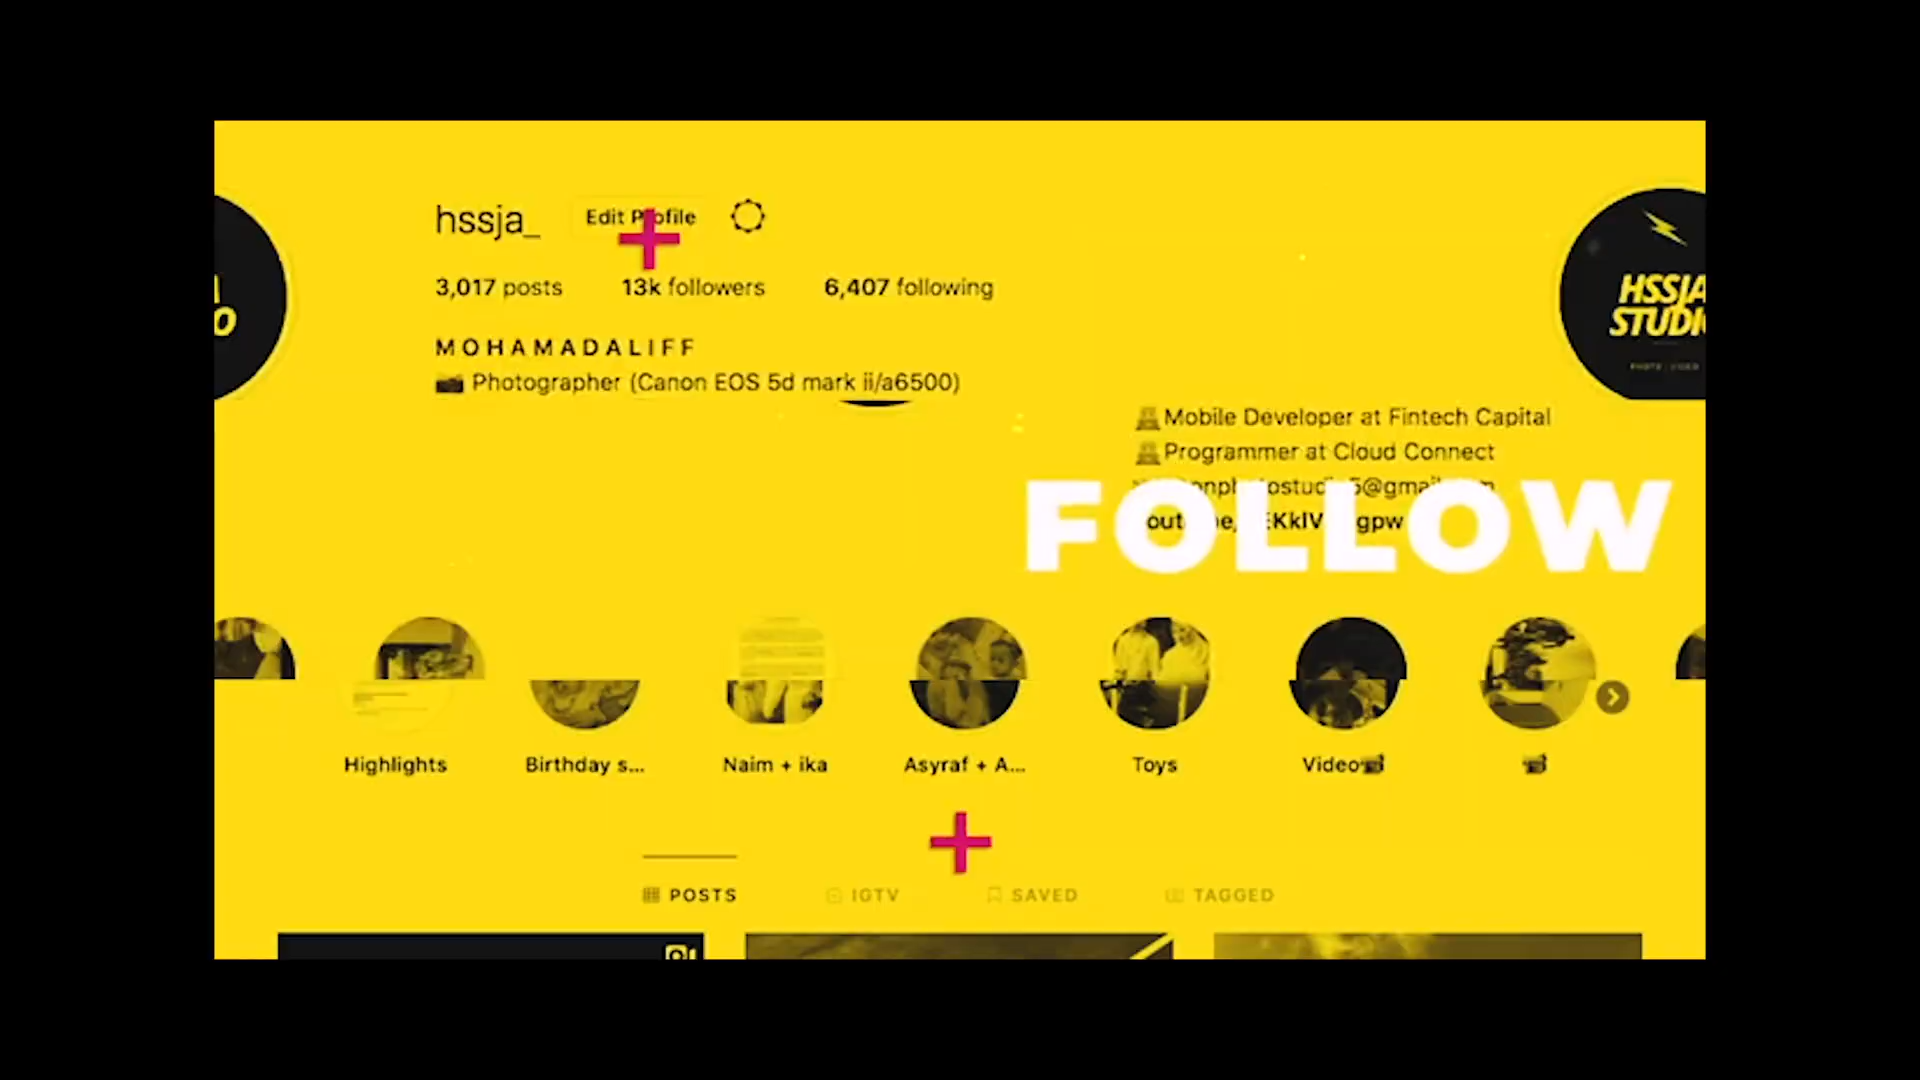 hssja_ Edit Profile
3,017 posts 13k followers 6,407 following
MOHAMADALIFF
Photographer (Canon EOS 5d mark ii/a6500)
HSSJA
STUDIO
Mobile Developer at Fintech Capital
Programmer at Cloud Connect
FOLLOW
Highlights Birthday s... Naim + ika Asyraf + A... Toys Video
POSTS IGTV SAVED TAGGED